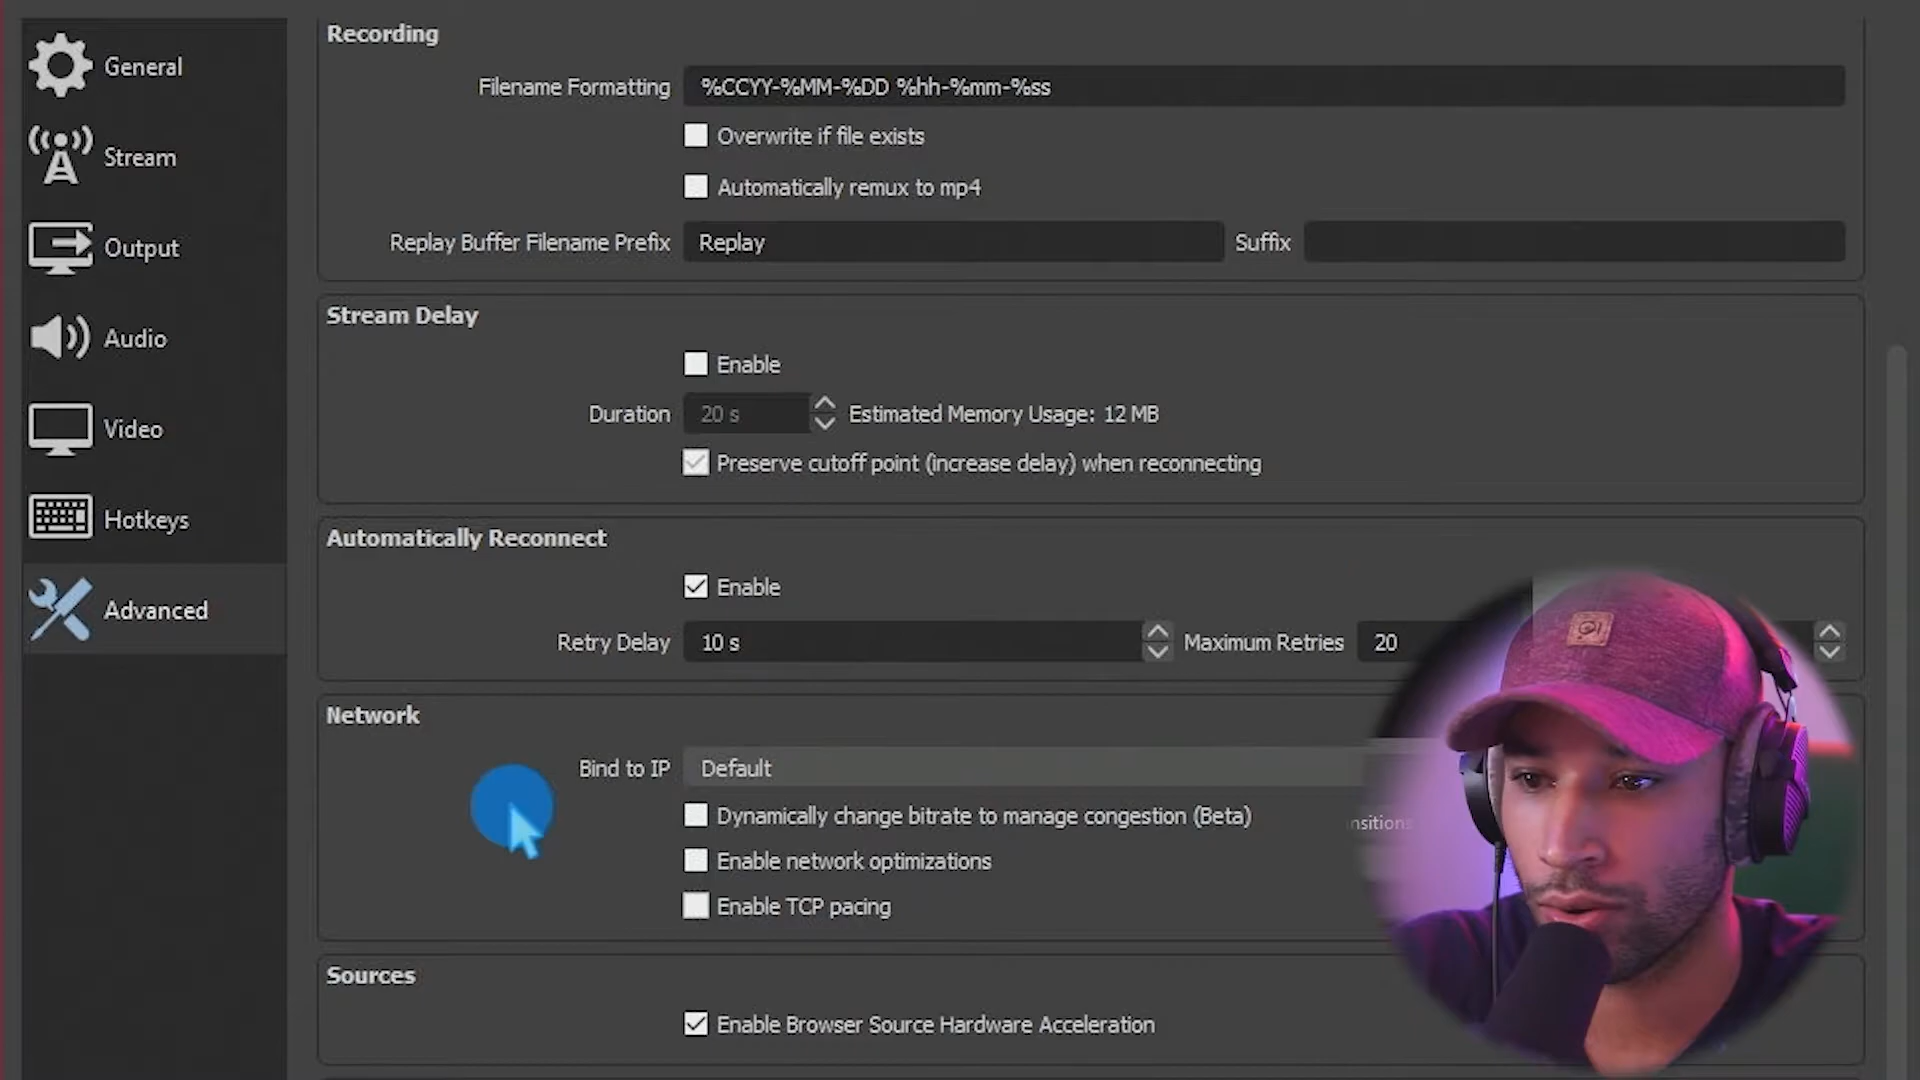 General
Stream
Output
Audio
Video
Hotkeys
Advanced
Recording
Filename Formatting %CCYY-%MM-%DD %hh-%mm-%ss
Overwrite if file exists
Automatically remux to mp4
Replay Buffer Filename Prefix Replay Suffix
Stream Delay
Enable
Duration 20 s Estimated Memory Usage: 12 MB
Preserve cutoff point (increase delay) when reconnecting
Automatically Reconnect
Enable
Retry Delay 10 s Maximum Retries 20
Network
Bind to IP Default
Dynamically change bitrate to manage congestion (Beta)
Enable network optimizations
Enable TCP pacing
Sources
Enable Browser Source Hardware Acceleration